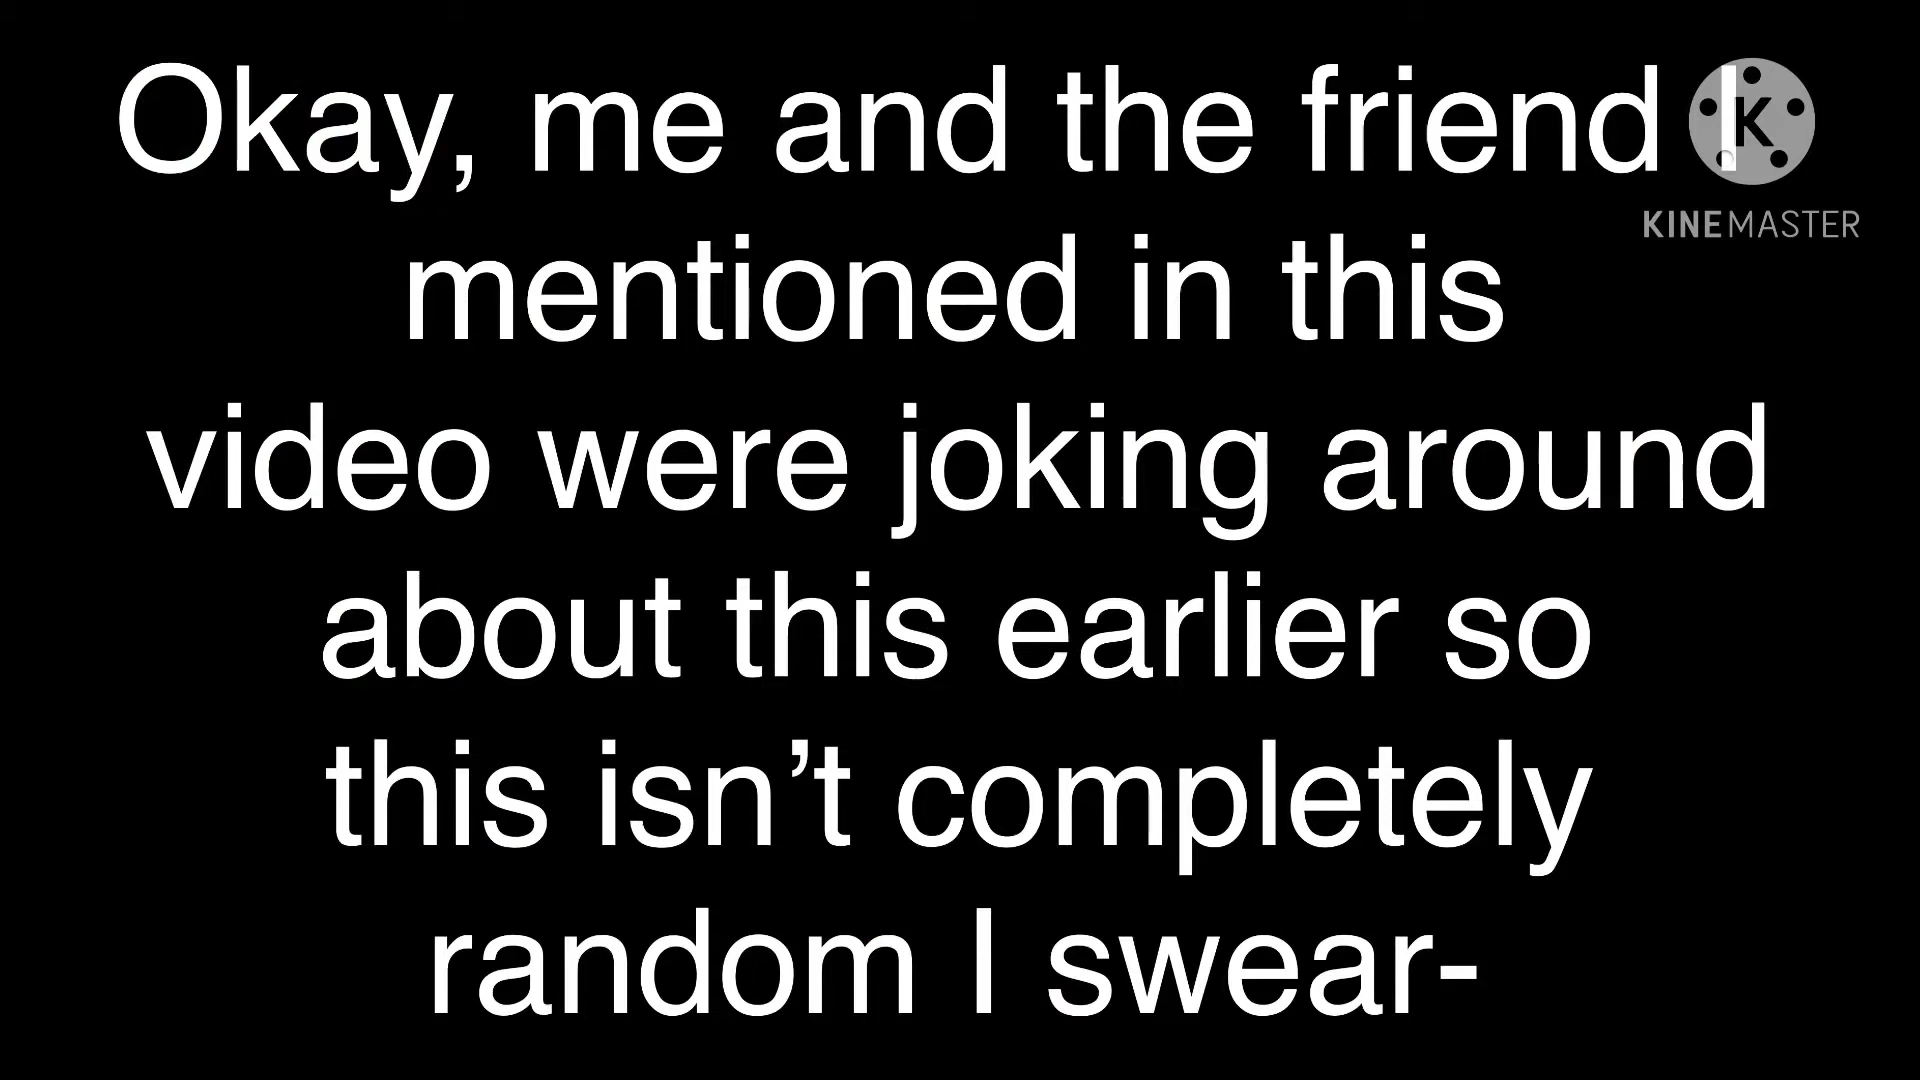 Okay, me and the friend I
mentioned in this
video were joking around
about this earlier so
this isn’t completely
random I swear-
K
KINEMASTER